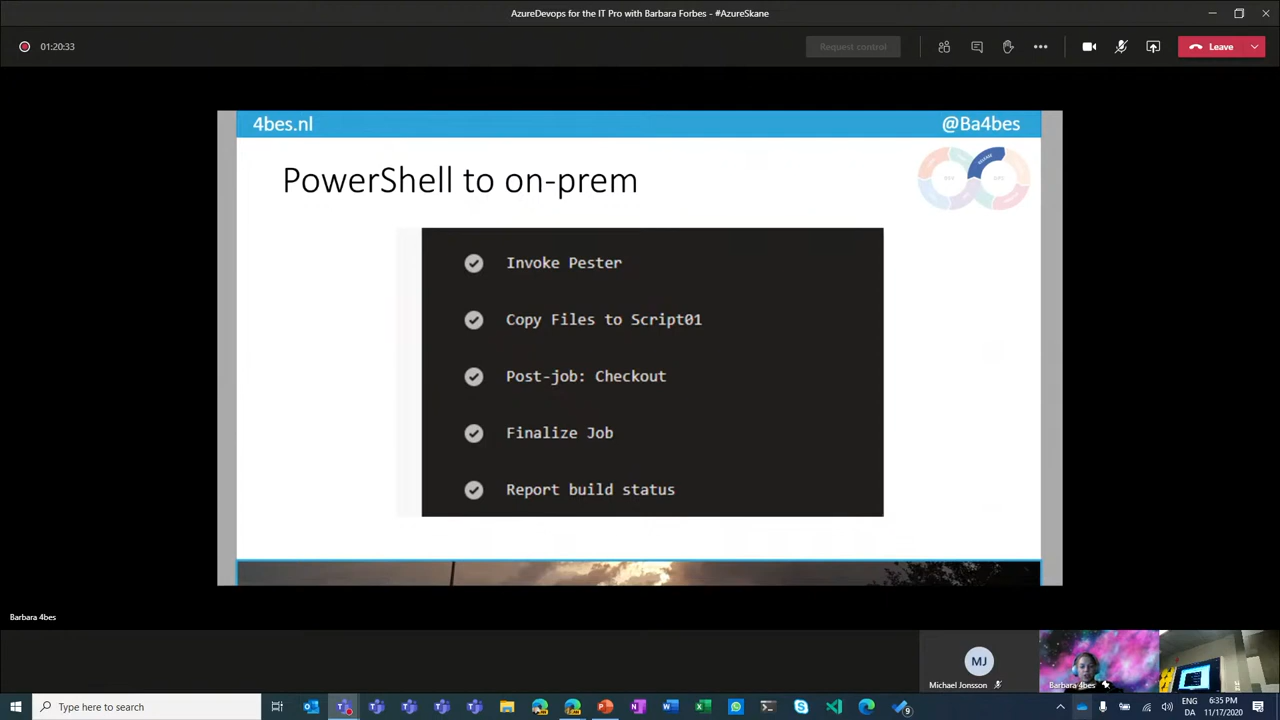 AzureDevops for the IT Pro with Barbara Forbes - #AzureSkane
01:20:33
Request control
Leave
4bes.nl
@Ba4bes
PowerShell to on-prem
RELEASE
Invoke Pester
Copy Files to Script01
Post-job: Checkout
Finalize Job
Report build status
Barbara 4bes
MJ
Michael Jonsson
Barbara 4bes
Type here to search
9
ENG
DA
6:35 PM
11/17/2020